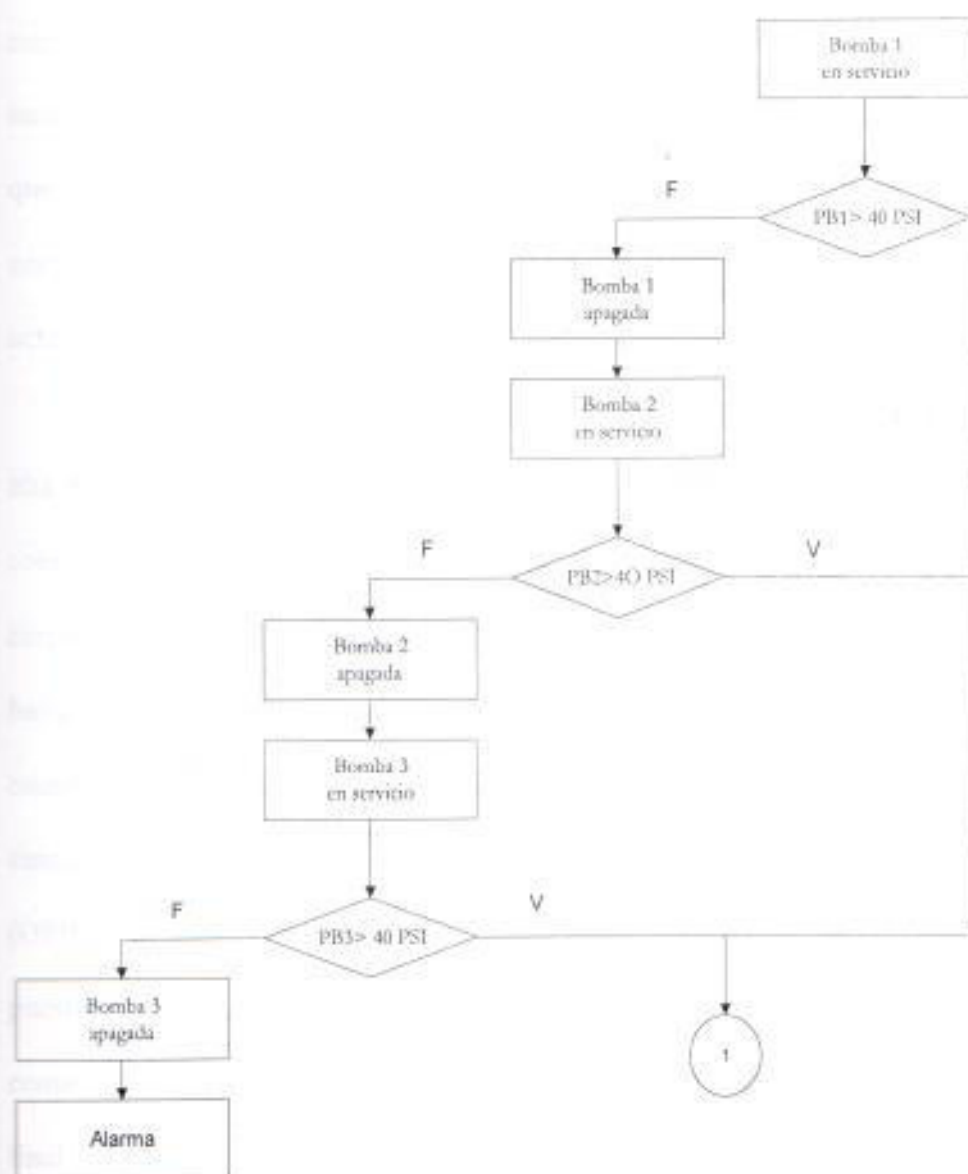 Bomba 1
en servicio
F
PB1> 40 PSI
Bomba 1
apagada
Bomba 2
en servicio
F
PB2>4O PSI
V
Bomba 2
apagada
Bomba 3
en servicio
F
PB3> 40 PSI
V
Bomba 3
apagada
1
Alarma